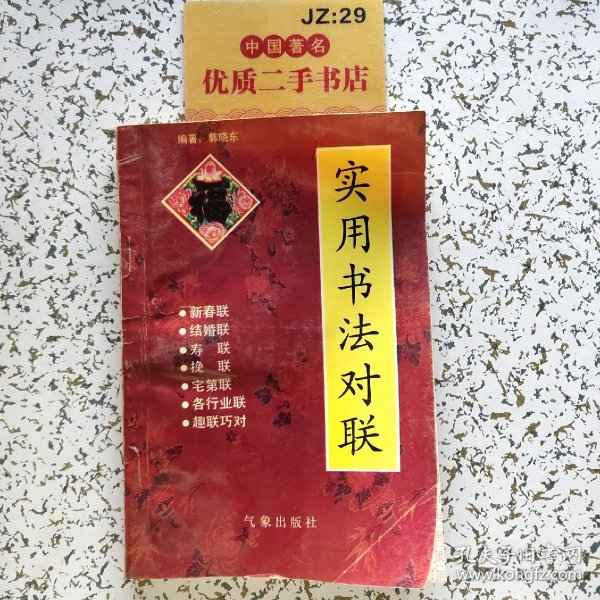 JZ:29
中国著名
优质二手书店
编著：郭晓东
福
实用书法对联
●新春联
●结婚联
●寿 联
●挽 联
●宅第联
●各行业联
●趣联巧对
气象出版社
孔夫子旧书网
www.kongfz.com